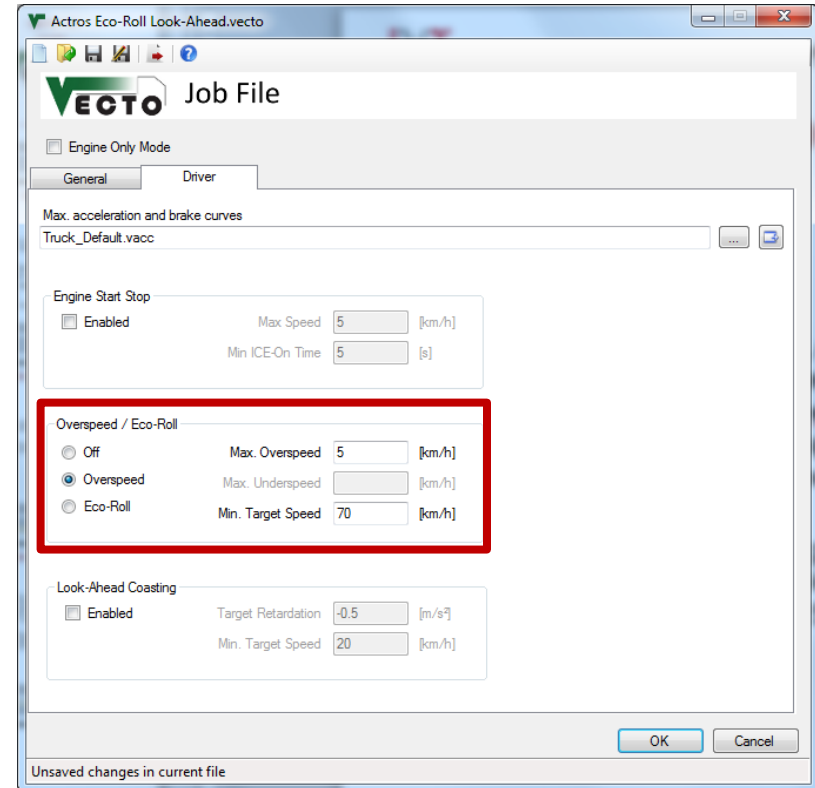 Actros Eco-Roll Look-Ahead.vecto
VECTO Job File
Engine Only Mode
General Driver
Max. acceleration and brake curves
Truck_Default.vacc ...
Engine Start Stop
Enabled Max Speed 5 [km/h]
Min ICE-On Time 5 [s]
Overspeed / Eco-Roll
Off Max. Overspeed 5 [km/h]
Overspeed Max. Underspeed [km/h]
Eco-Roll Min. Target Speed 70 [km/h]
Look-Ahead Coasting
Enabled Target Retardation -0.5 [m/s²]
Min. Target Speed 20 [km/h]
OK Cancel
Unsaved changes in current file